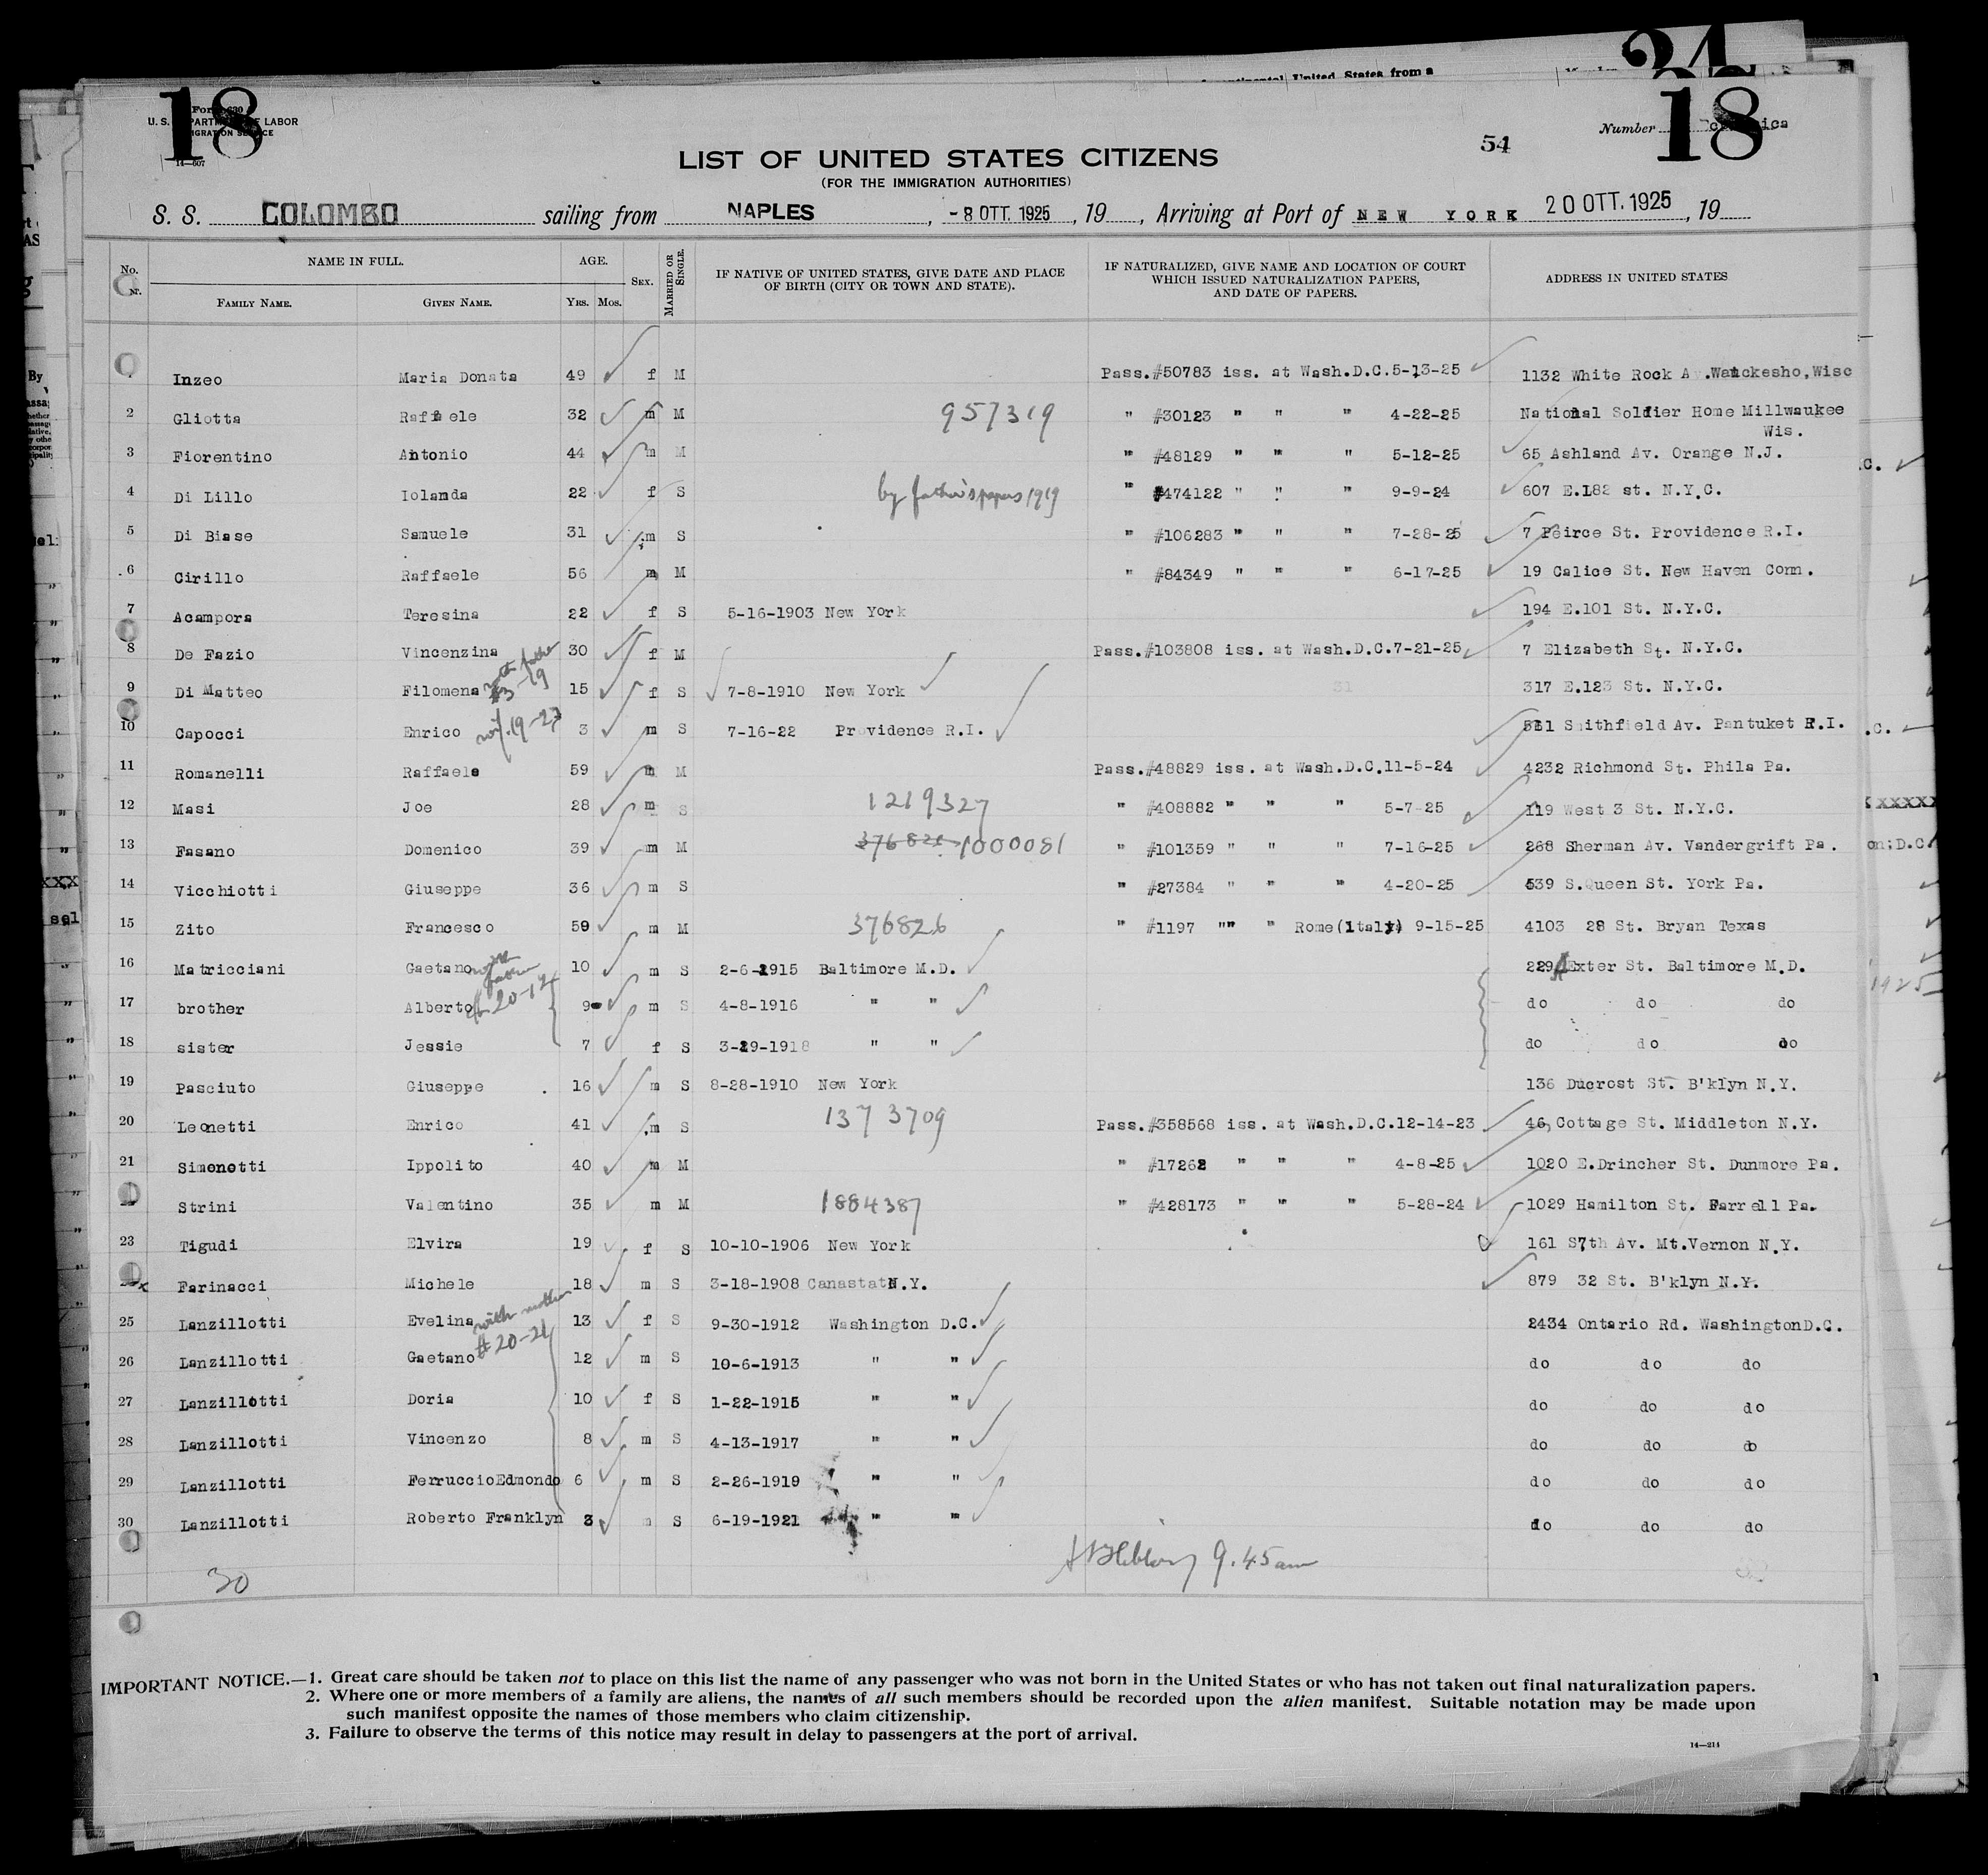 18
Form 630
U. S. DEPARTMENT OF LABOR
IMMIGRATION SERVICE
14—607
24
Continental United States from a
18
Number
54
LIST OF UNITED STATES CITIZENS
(FOR THE IMMIGRATION AUTHORITIES)
S. S. COLOMBO sailing from NAPLES, -8 OTT. 1925, 19 , Arriving at Port of NEW YORK 20 OTT. 1925, 19
No. NAME IN FULL. AGE. SEX. MARRIED OR SINGLE. IF NATIVE OF UNITED STATES, GIVE DATE AND PLACE OF BIRTH (CITY OR TOWN AND STATE). IF NATURALIZED, GIVE NAME AND LOCATION OF COURT WHICH ISSUED NATURALIZATION PAPERS, AND DATE OF PAPERS. ADDRESS IN UNITED STATES
FAMILY NAME. GIVEN NAME. YRS. MOS.
Inzeo Maria Donata 49 f M Pass.#50783 iss. at Wash.D.C.5-13-25 1132 White Rock Av.Wauckesho,Wisc
2 Gliotta Raffaele 32 m M 957319 " #30123 " " " 4-22-25 National Soldier Home Millwaukee
Wis.
3 Fiorentino Antonio 44 m M " #48129 " " " 5-12-25 65 Ashland Av. Orange N.J.
4 Di Lillo Iolanda 22 f S by father's papers 1919 " #474122 " " " 9-9-24 607 E.182 st. N.Y.C.
5 Di Biase Samuele 31 m S " #106283 " " " 7-28-25 7 Peirce St. Providence R.I.
6 Cirillo Raffaele 56 m M " #84349 " " " 6-17-25 19 Calice St. New Haven Conn.
7 Acampora Teresina 22 f S 5-16-1903 New York 194 E.101 St. N.Y.C.
8 De Fazio Vincenzina 30 f M Pass.#103808 iss. at Wash.D.C.7-21-25 7 Elizabeth St. N.Y.C.
9 Di Matteo Filomena with father #3-19 15 f S 7-8-1910 New York 317 E.123 St. N.Y.C.
10 Capocci Enrico 19-27 3 m S 7-16-22 Providence R.I. Smithfield Av. Pantuket R.I.
11 Romanelli Raffaele 59 m M Pass.#48829 iss. at Wash.D.C.11-5-24 4232 Richmond St. Phila Pa.
12 Masi Joe 28 m S 1219327 " #408882 " " " 5-7-25 119 West 3 St. N.Y.C.
13 Fasano Domenico 39 m M 1000081 " #101359 " " " 7-16-25 268 Sherman Av. Vandergrift Pa.
14 Vicchiotti Giuseppe 36 m S " #27384 " " " 4-20-25 539 S.Queen St. York Pa.
15 Zito Francesco 59 m M 376826 " #1197 "" " Rome(Italy) 9-15-25 4103 28 St. Bryan Texas
16 Matricciani Gaetano with father 10 m S 2-6-1915 Baltimore M.D. 229 Exter St. Baltimore M.D.
17 brother Alberto #20-12 9 m S 4-8-1916 " " do do do
18 sister Jessie 7 f S 3-29-1918 " " do do do
19 Pasciuto Giuseppe 16 m S 8-28-1910 New York 136 Ducrost St. B'klyn N.Y.
20 Leonetti Enrico 41 m S 1373709 Pass.#358568 iss. at Wash.D.C.12-14-23 46 Cottage St. Middleton N.Y.
21 Simonetti Ippolito 40 m M " #17262 " " " 4-8-25 1020 E.Drincher St. Dunmore Pa.
Strini Valentino 35 m M 1884387 " #428173 " " " 5-28-24 1029 Hamilton St. Farrell Pa.
23 Tigudi Elvira 19 f S 10-10-1906 New York 161 S7th Av. Mt.Vernon N.Y.
x Farinacci Michele 18 m S 3-18-1908 Canastata N.Y. 879 32 St. B'klyn N.Y.
25 Lanzillotti Evelina with mother #20-21 13 f S 9-30-1912 Washington D.C. 2434 Ontario Rd. WashingtonD.C.
26 Lanzillotti Gaetano 12 m S 10-6-1913 " " do do do
27 Lanzillotti Doria 10 f S 1-22-1915 " " do do do
28 Lanzillotti Vincenzo 8 m S 4-13-1917 " " do do do
29 Lanzillotti FerruccioEdmondo 6 m S 2-26-1919 " " do do do
30 Lanzillotti Roberto Franklyn 3 m S 6-19-1921 " " do do do
9.45 am
30
IMPORTANT NOTICE.—1. Great care should be taken not to place on this list the name of any passenger who was not born in the United States or who has not taken out final naturalization papers.
2. Where one or more members of a family are aliens, the names of all such members should be recorded upon the alien manifest. Suitable notation may be made upon
such manifest opposite the names of those members who claim citizenship.
3. Failure to observe the terms of this notice may result in delay to passengers at the port of arrival.
14—214